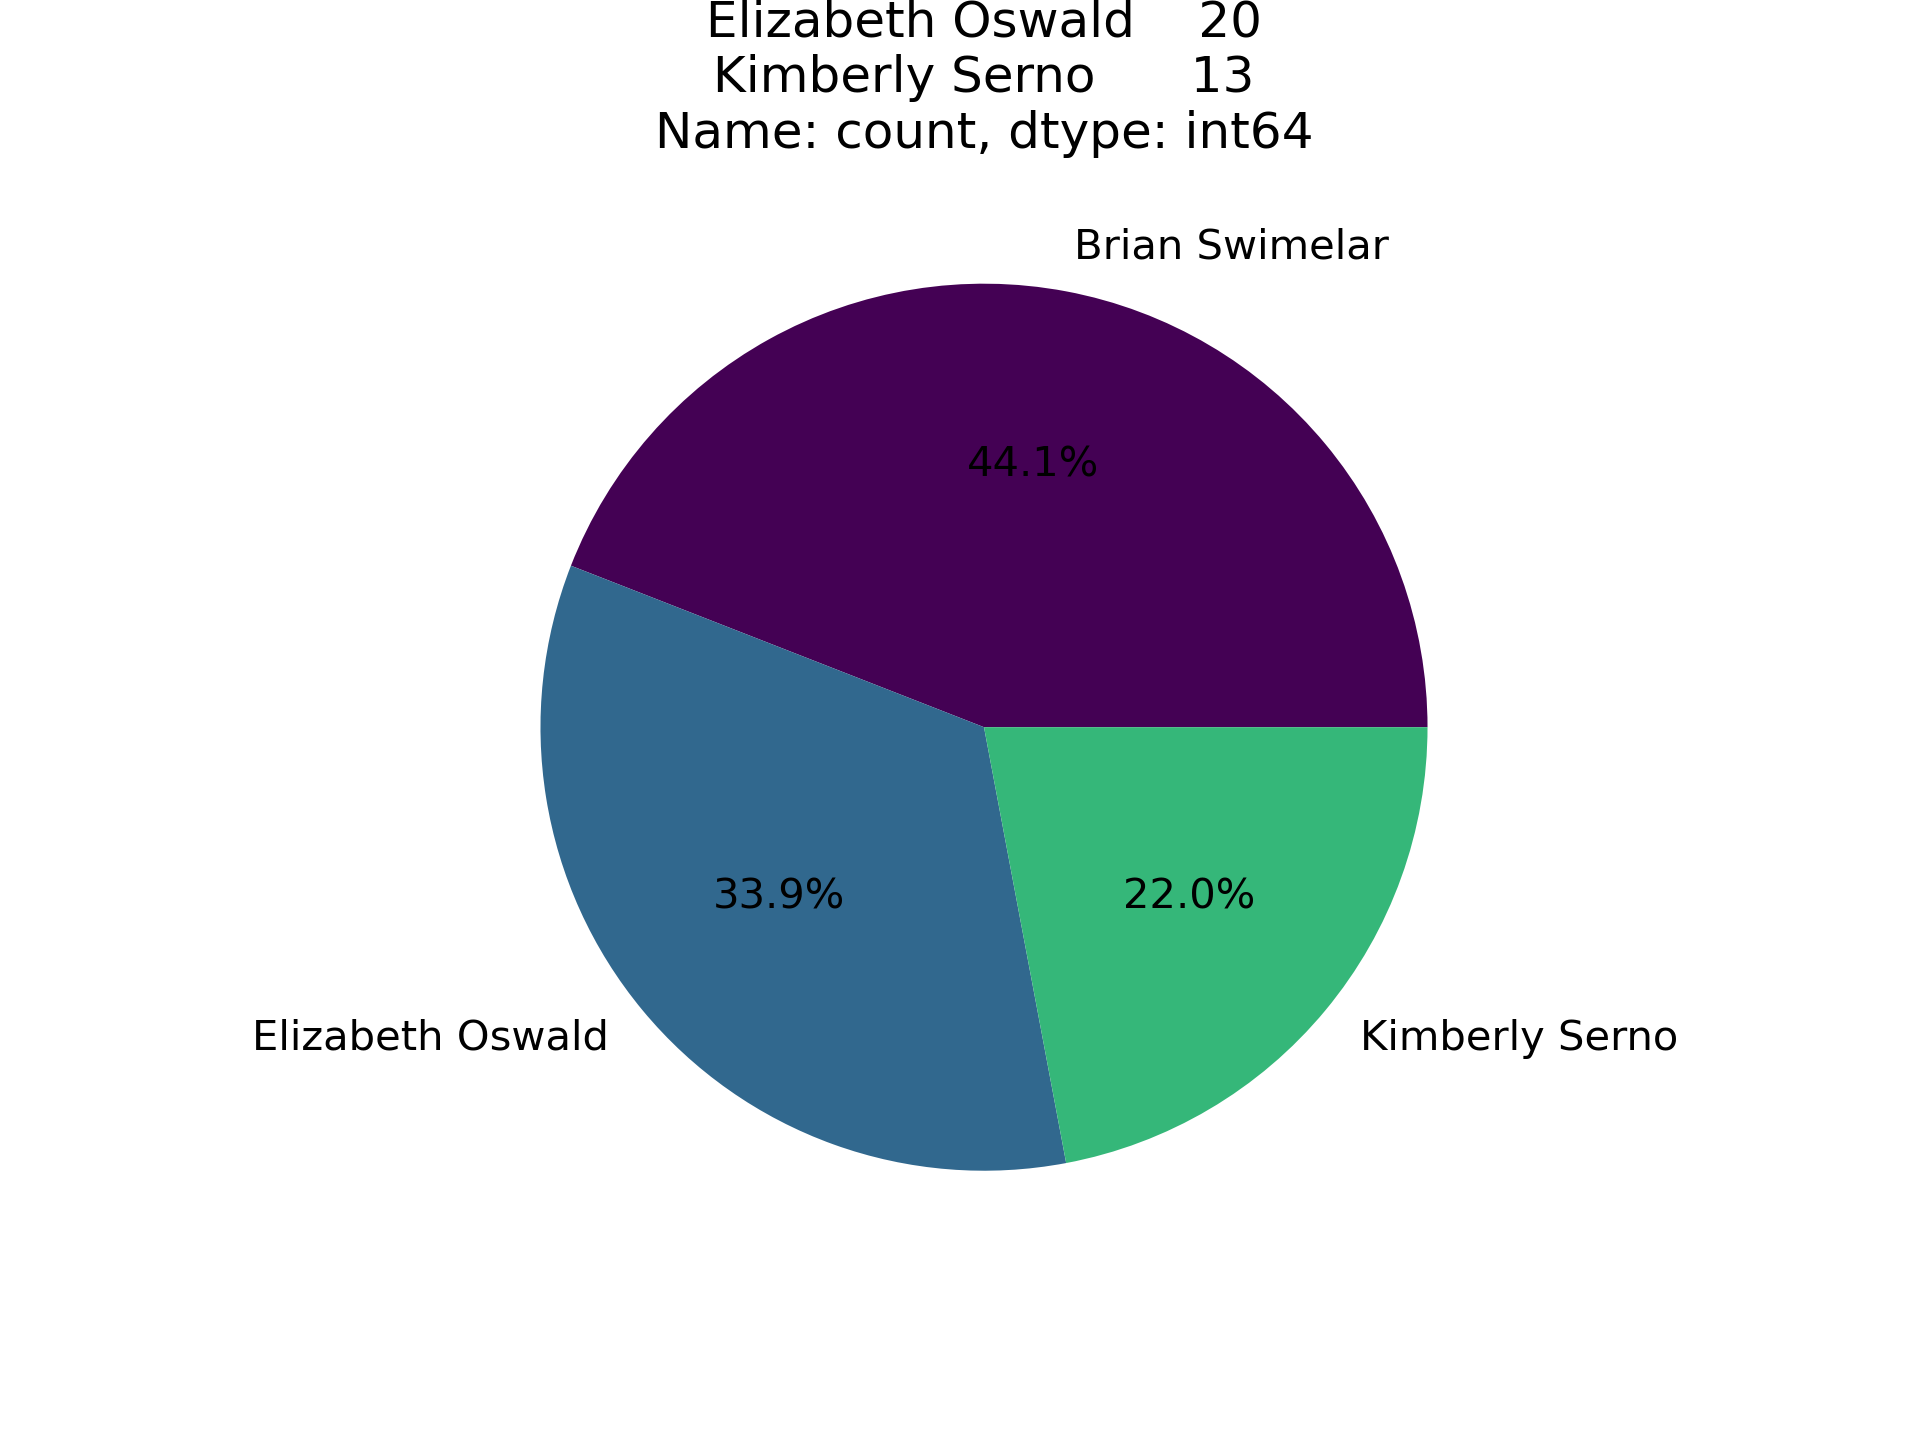 Elizabeth Oswald    20
Kimberly Serno      13
Name: count, dtype: int64
Brian Swimelar
44.1%
33.9%
22.0%
Elizabeth Oswald
Kimberly Serno